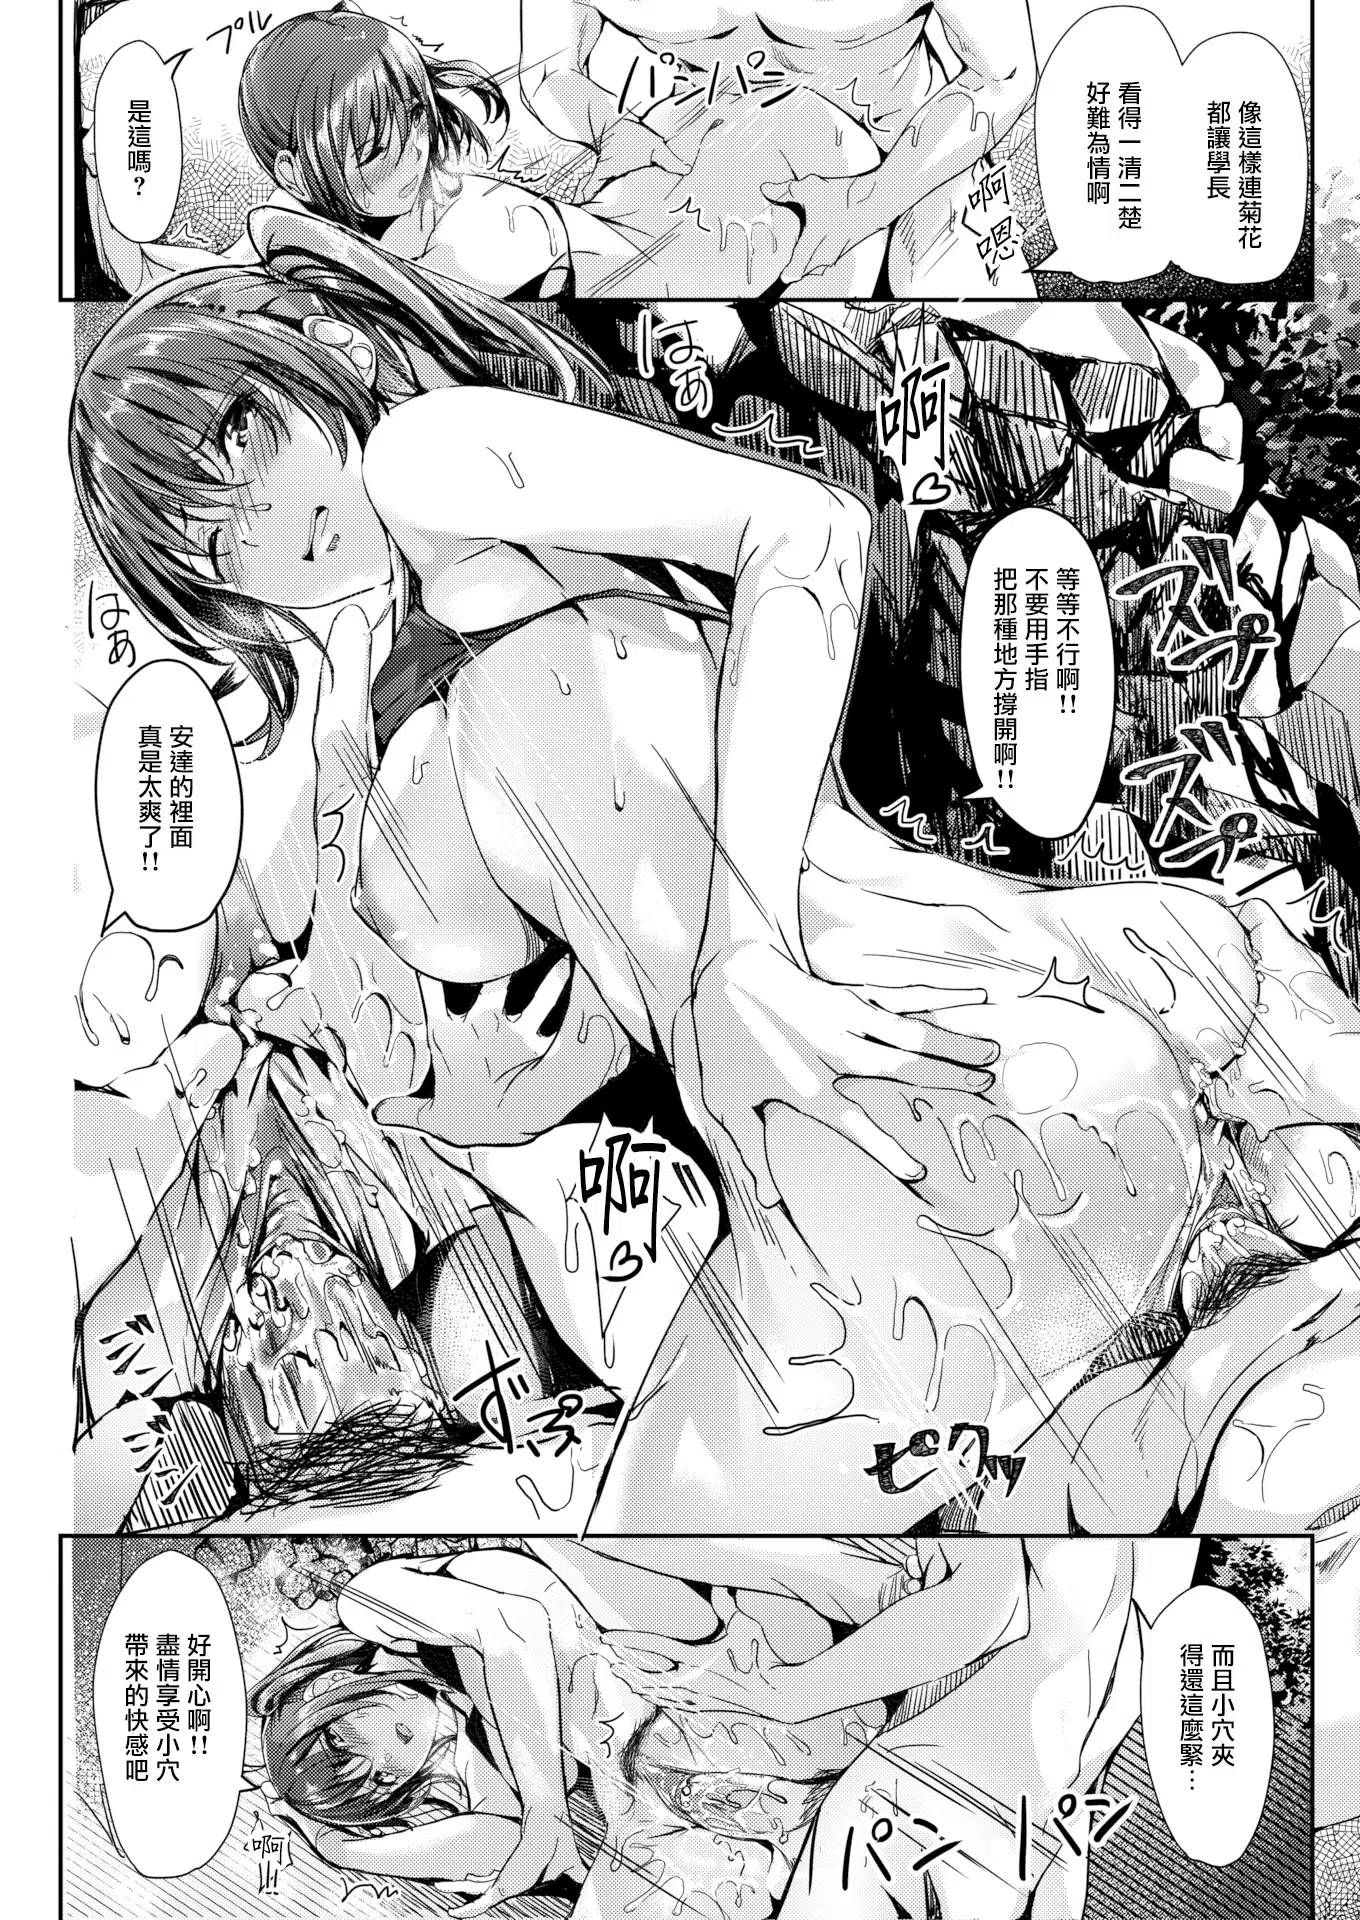 像這樣連菊花
都讓學長
看得一清二楚
好難為情啊
啊
嗯
パンパン
プル
是這嗎?
はぁ
啊
ズプ
ズプ
等等不行啊!!
不要用手指
把那種地方撐開啊!!
はぁ
安達的裡面
真是太爽了!!
啊
ずぷ
ピクッ
而且小穴夾
得還這麼緊…
パン
パン
好開心啊!!
盡情享受小穴
帶來的快感吧
啊!!!